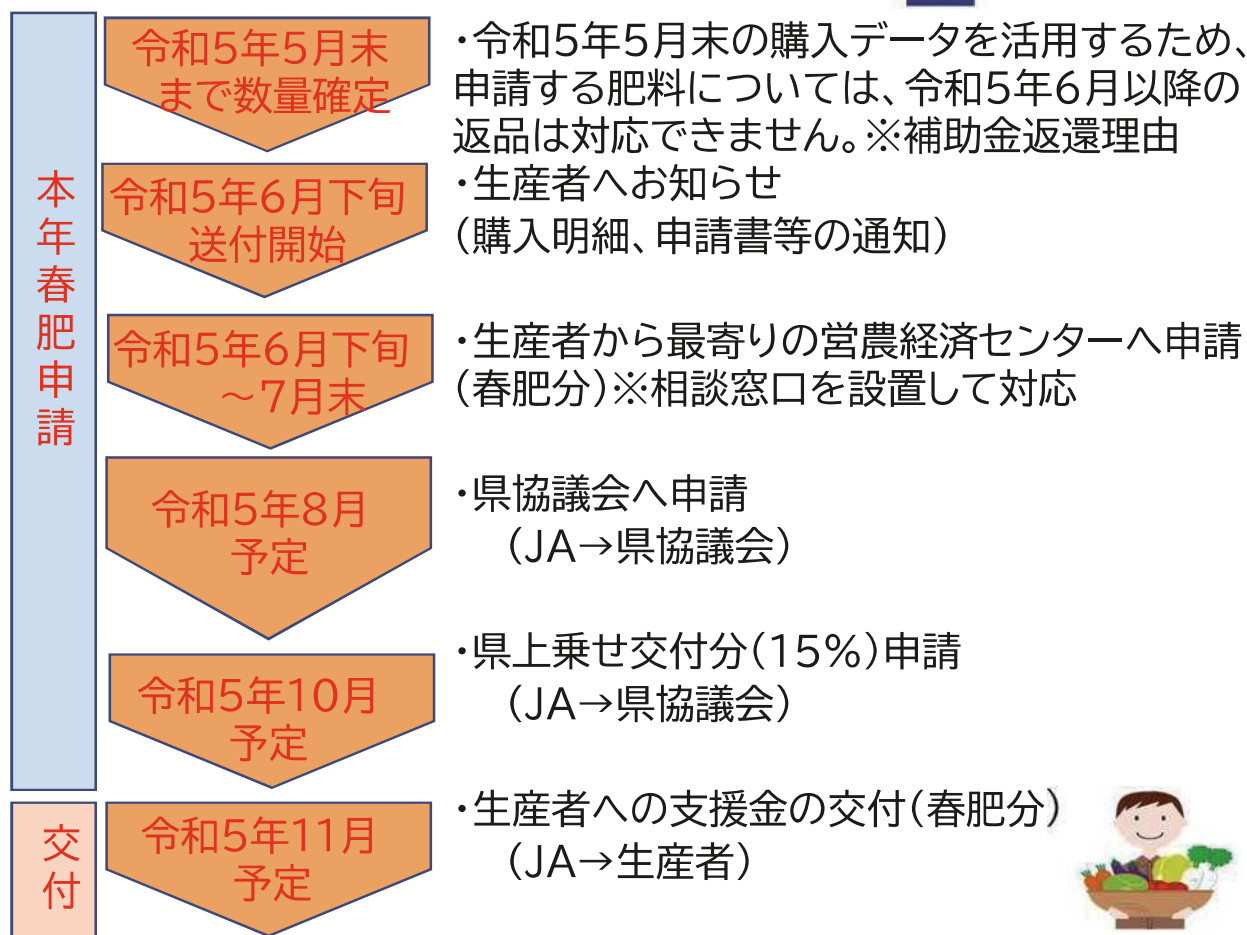 本年春肥申請
令和5年5月末
まで数量確定
・令和5年5月末の購入データを活用するため、
申請する肥料については、令和5年6月以降の
返品は対応できません。※補助金返還理由
令和5年6月下旬
送付開始
・生産者へお知らせ
(購入明細、申請書等の通知)
令和5年6月下旬
～7月末
・生産者から最寄りの営農経済センターへ申請
(春肥分)※相談窓口を設置して対応
令和5年8月
予定
・県協議会へ申請
(JA→県協議会)
令和5年10月
予定
・県上乗せ交付分(15%)申請
(JA→県協議会)
交付
令和5年11月
予定
・生産者への支援金の交付(春肥分)
(JA→生産者)